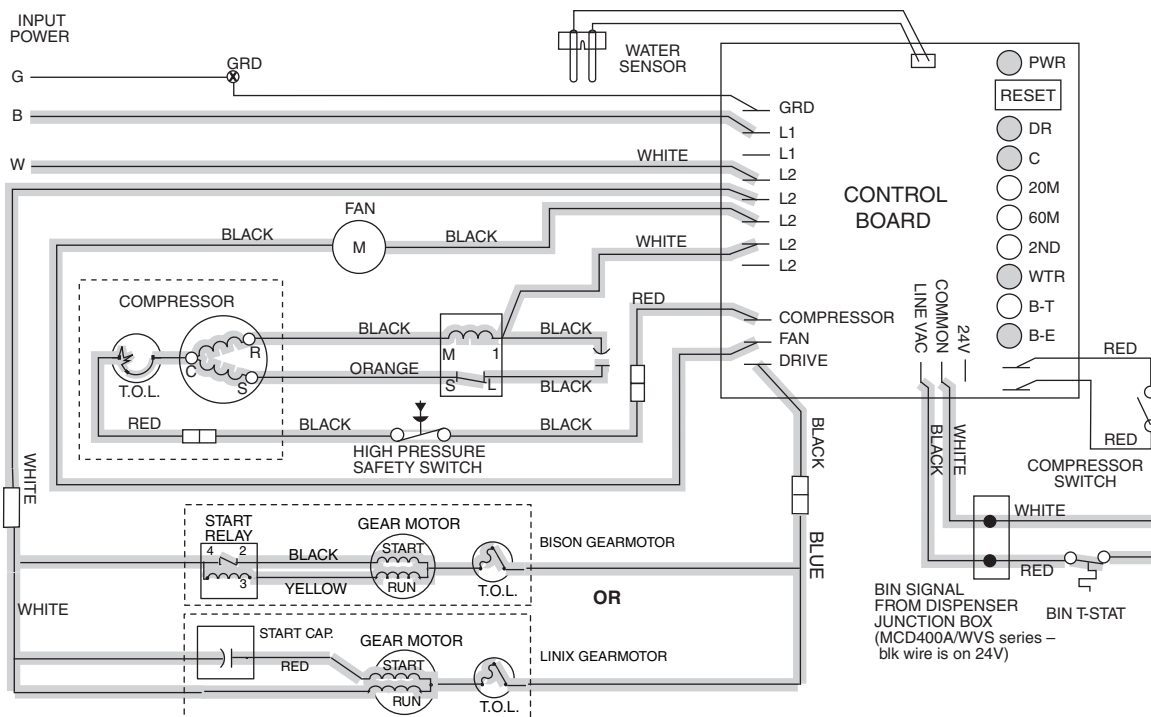 INPUT
POWER
G
GRD
B
W
WHITE
WATER
SENSOR
GRD
L1
L1
L2
L2
L2
L2
L2
CONTROL
BOARD
PWR
RESET
DR
C
20M
60M
2ND
WTR
B-T
B-E
FAN
M
BLACK
BLACK
WHITE
COMPRESSOR
RED
COMPRESSOR
FAN
DRIVE
LINE VAC
COMMON
24V
RED
RED
COMPRESSOR
SWITCH
BLACK
BLACK
R
C
S
M
1
S
L
T.O.L.
ORANGE
BLACK
RED
BLACK
BLACK
HIGH PRESSURE
SAFETY SWITCH
WHITE
BLACK
BLUE
BLACK
WHITE
WHITE
RED
BIN T-STAT
BIN SIGNAL
FROM DISPENSER
JUNCTION BOX
(MCD400A/WVS series –
blk wire is on 24V)
START
RELAY
4
2
3
BLACK
YELLOW
GEAR MOTOR
START
RUN
T.O.L.
BISON GEARMOTOR
OR
WHITE
START CAP.
RED
GEAR MOTOR
START
RUN
T.O.L.
LINIX GEARMOTOR